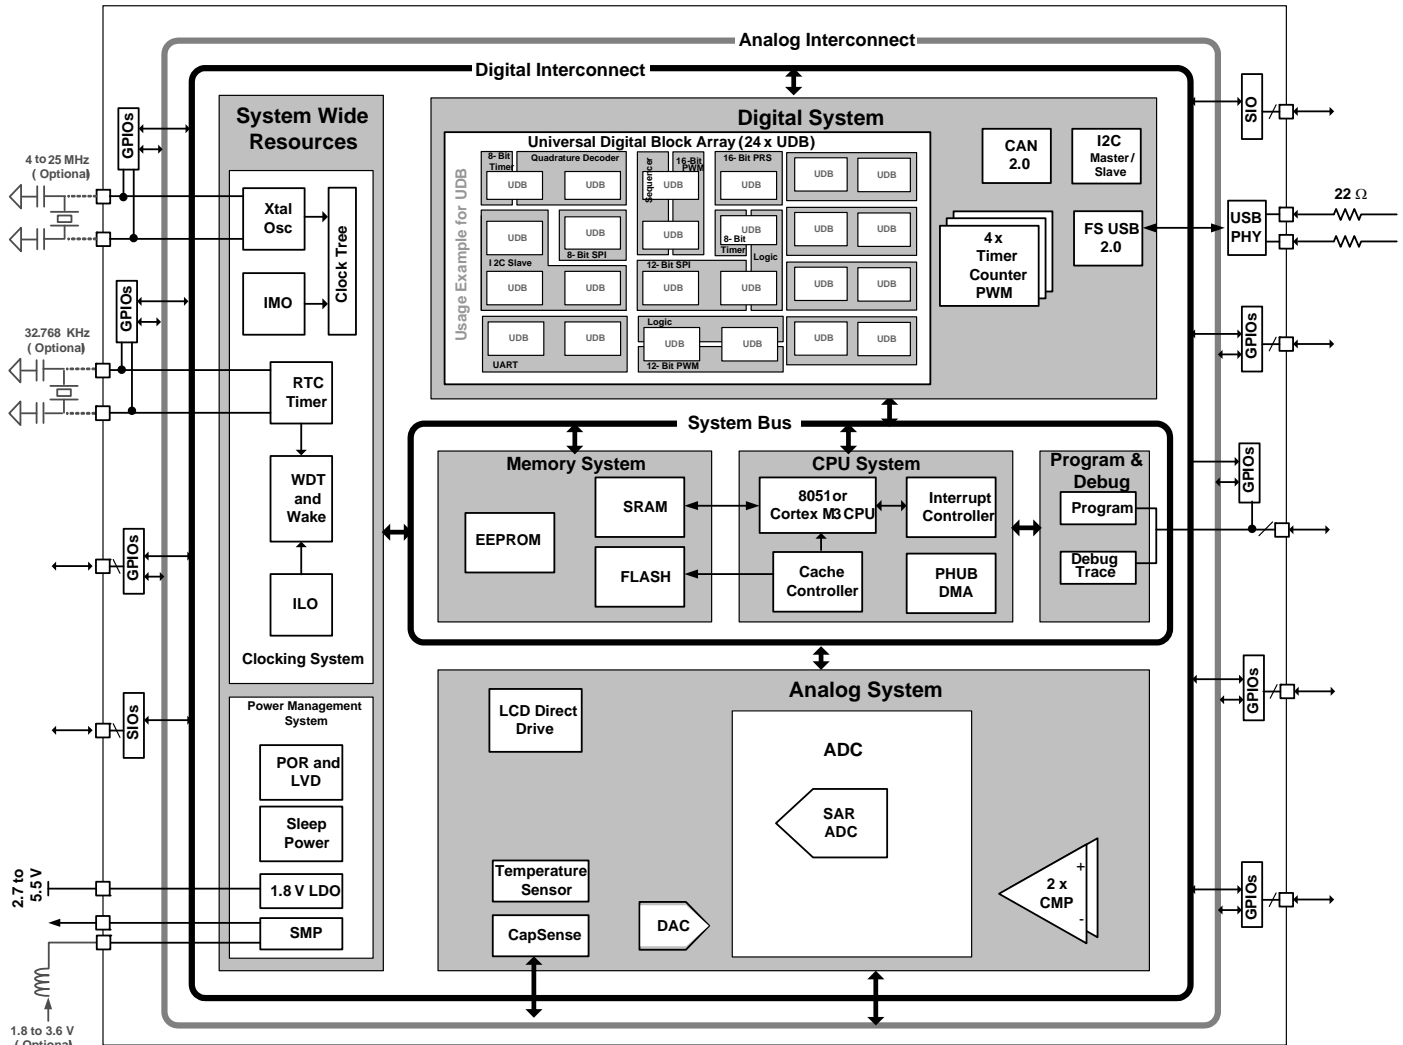 Analog Interconnect
Digital Interconnect
System Wide
Resources
Digital System
Universal Digital Block Array (24 x UDB)
Usage Example for UDB
8- Bit
Timer
Quadrature Decoder
Sequencer
16-Bit
PWM
16- Bit PRS
UDB
UDB
UDB
UDB
UDB
UDB
UDB
UDB
UDB
UDB
UDB
UDB
I2C Slave
8- Bit SPI
12- Bit SPI
8- Bit
Timer
Logic
UDB
UDB
UDB
UDB
UDB
UDB
Logic
UDB
UDB
UDB
UDB
UDB
UDB
UART
12- Bit PWM
CAN
2.0
I2C
Master /
Slave
4 x
Timer
Counter
PWM
FS USB
2.0
USB
PHY
22 Ω
SIO
GPIOs
GPIOs
GPIOs
GPIOs
GPIOs
GPIOs
GPIOs
SIOs
4 to 25 MHz
( Optional)
32.768 KHz
( Optional)
Xtal
Osc
IMO
Clock Tree
RTC
Timer
WDT
and
Wake
ILO
Clocking System
Power Management
System
POR and
LVD
Sleep
Power
1.8 V LDO
SMP
2.7 to
5.5 V
1.8 to 3.6 V
( Optional)
System Bus
Memory System
EEPROM
SRAM
FLASH
CPU System
8051 or
Cortex M3 CPU
Interrupt
Controller
Cache
Controller
PHUB
DMA
Program &
Debug
Program
Debug
Trace
Analog System
LCD Direct
Drive
ADC
SAR
ADC
Temperature
Sensor
CapSense
DAC
2 x
CMP
+
-